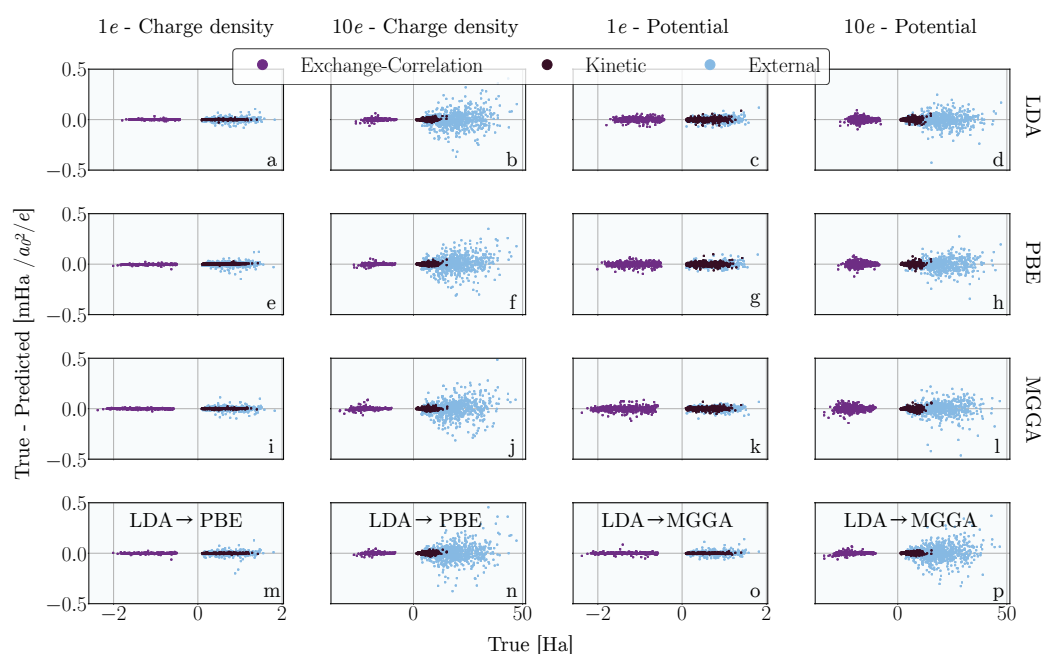 1e - Charge density 10e - Charge density 1e - Potential 10e - Potential
Exchange-Correlation Kinetic External
0.5
0.0
−0.5
a b c d
LDA
0.5
0.0
−0.5
e f g h
PBE
0.5
0.0
−0.5
i j k l
MGGA
0.5
0.0
−0.5
LDA→PBE LDA→PBE LDA→MGGA LDA→MGGA
m n o p
−2 0 2 0 50 −2 0 2 0 50
True [Ha]
True - Predicted [mHa /a₀²/e]